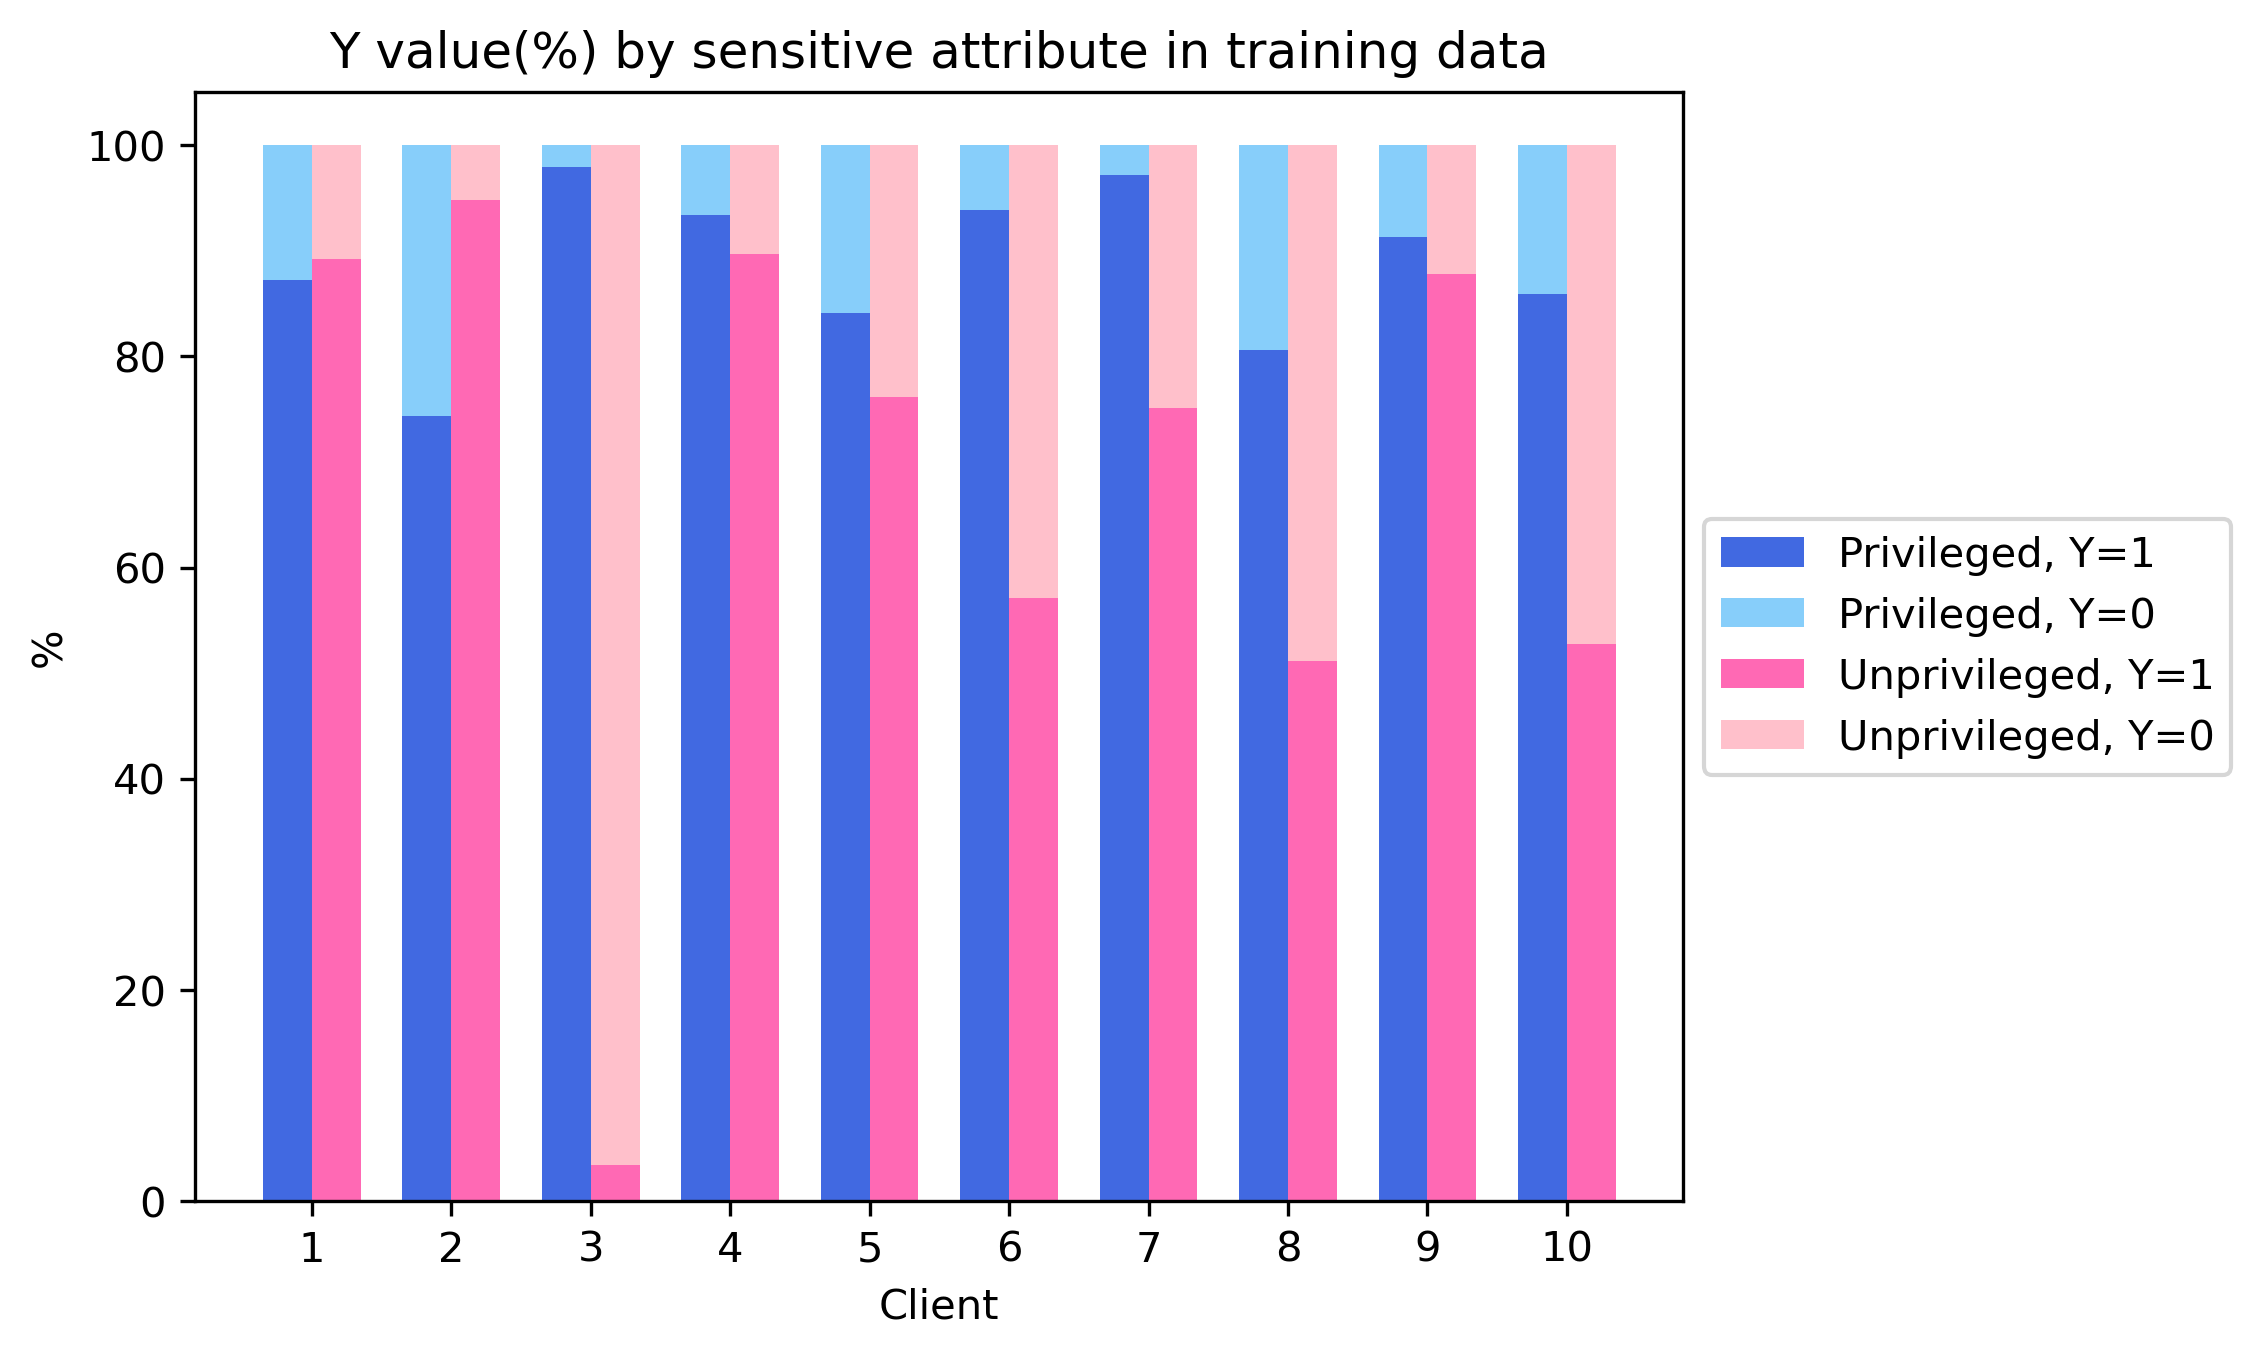 Y value(%) by sensitive attribute in training data
100
80
60
40
20
0
%
1 2 3 4 5 6 7 8 9 10
Client
Privileged, Y=1
Privileged, Y=0
Unprivileged, Y=1
Unprivileged, Y=0